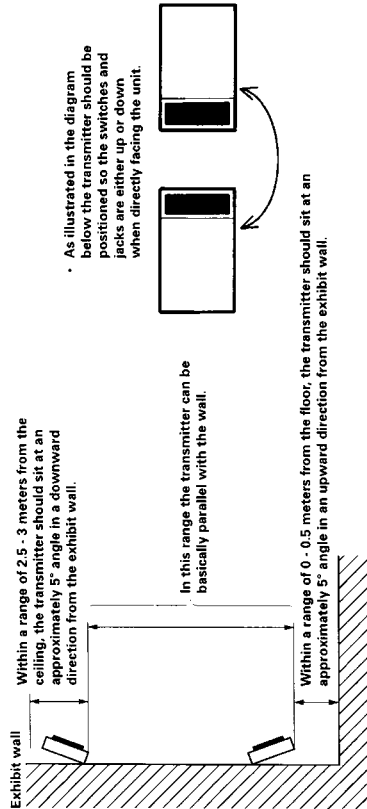 Exhibit wall
Within a range of 2.5 - 3 meters from the
ceiling, the transmitter should sit at an
approximately 5° angle in a downward
direction from the exhibit wall.
In this range the transmitter can be
basically parallel with the wall.
Within a range of 0 - 0.5 meters from the floor, the transmitter should sit at an
approximately 5° angle in an upward direction from the exhibit wall.
· As illustrated in the diagram
below the transmitter should be
positioned so the switches and
jacks are either up or down
when directly facing the unit.